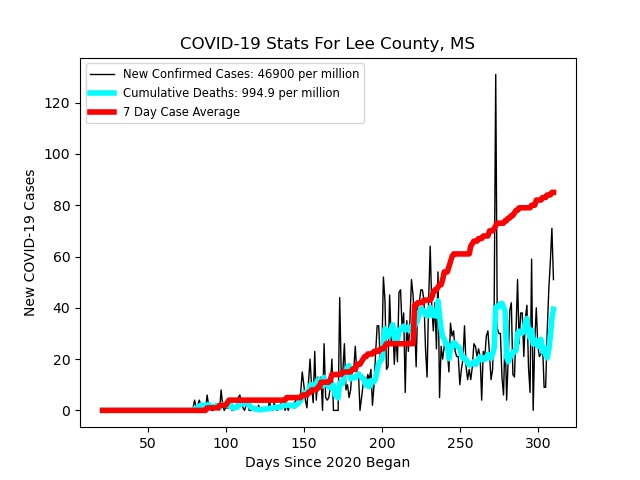 COVID-19 Stats For Lee County, MS
New Confirmed Cases: 46900 per million
Cumulative Deaths: 994.9 per million
7 Day Case Average
New COVID-19 Cases
120
100
80
60
40
20
0
50 100 150 200 250 300
Days Since 2020 Began